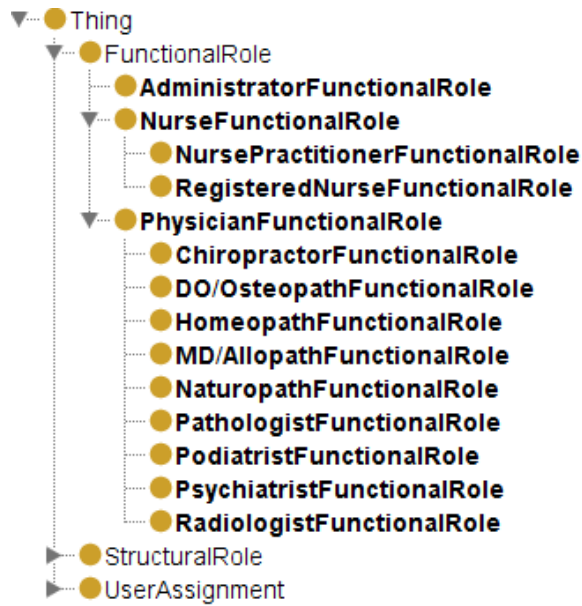 Thing
FunctionalRole
AdministratorFunctionalRole
NurseFunctionalRole
NursePractitionerFunctionalRole
RegisteredNurseFunctionalRole
PhysicianFunctionalRole
ChiropractorFunctionalRole
DO/OsteopathFunctionalRole
HomeopathFunctionalRole
MD/AllopathFunctionalRole
NaturopathFunctionalRole
PathologistFunctionalRole
PodiatristFunctionalRole
PsychiatristFunctionalRole
RadiologistFunctionalRole
StructuralRole
UserAssignment